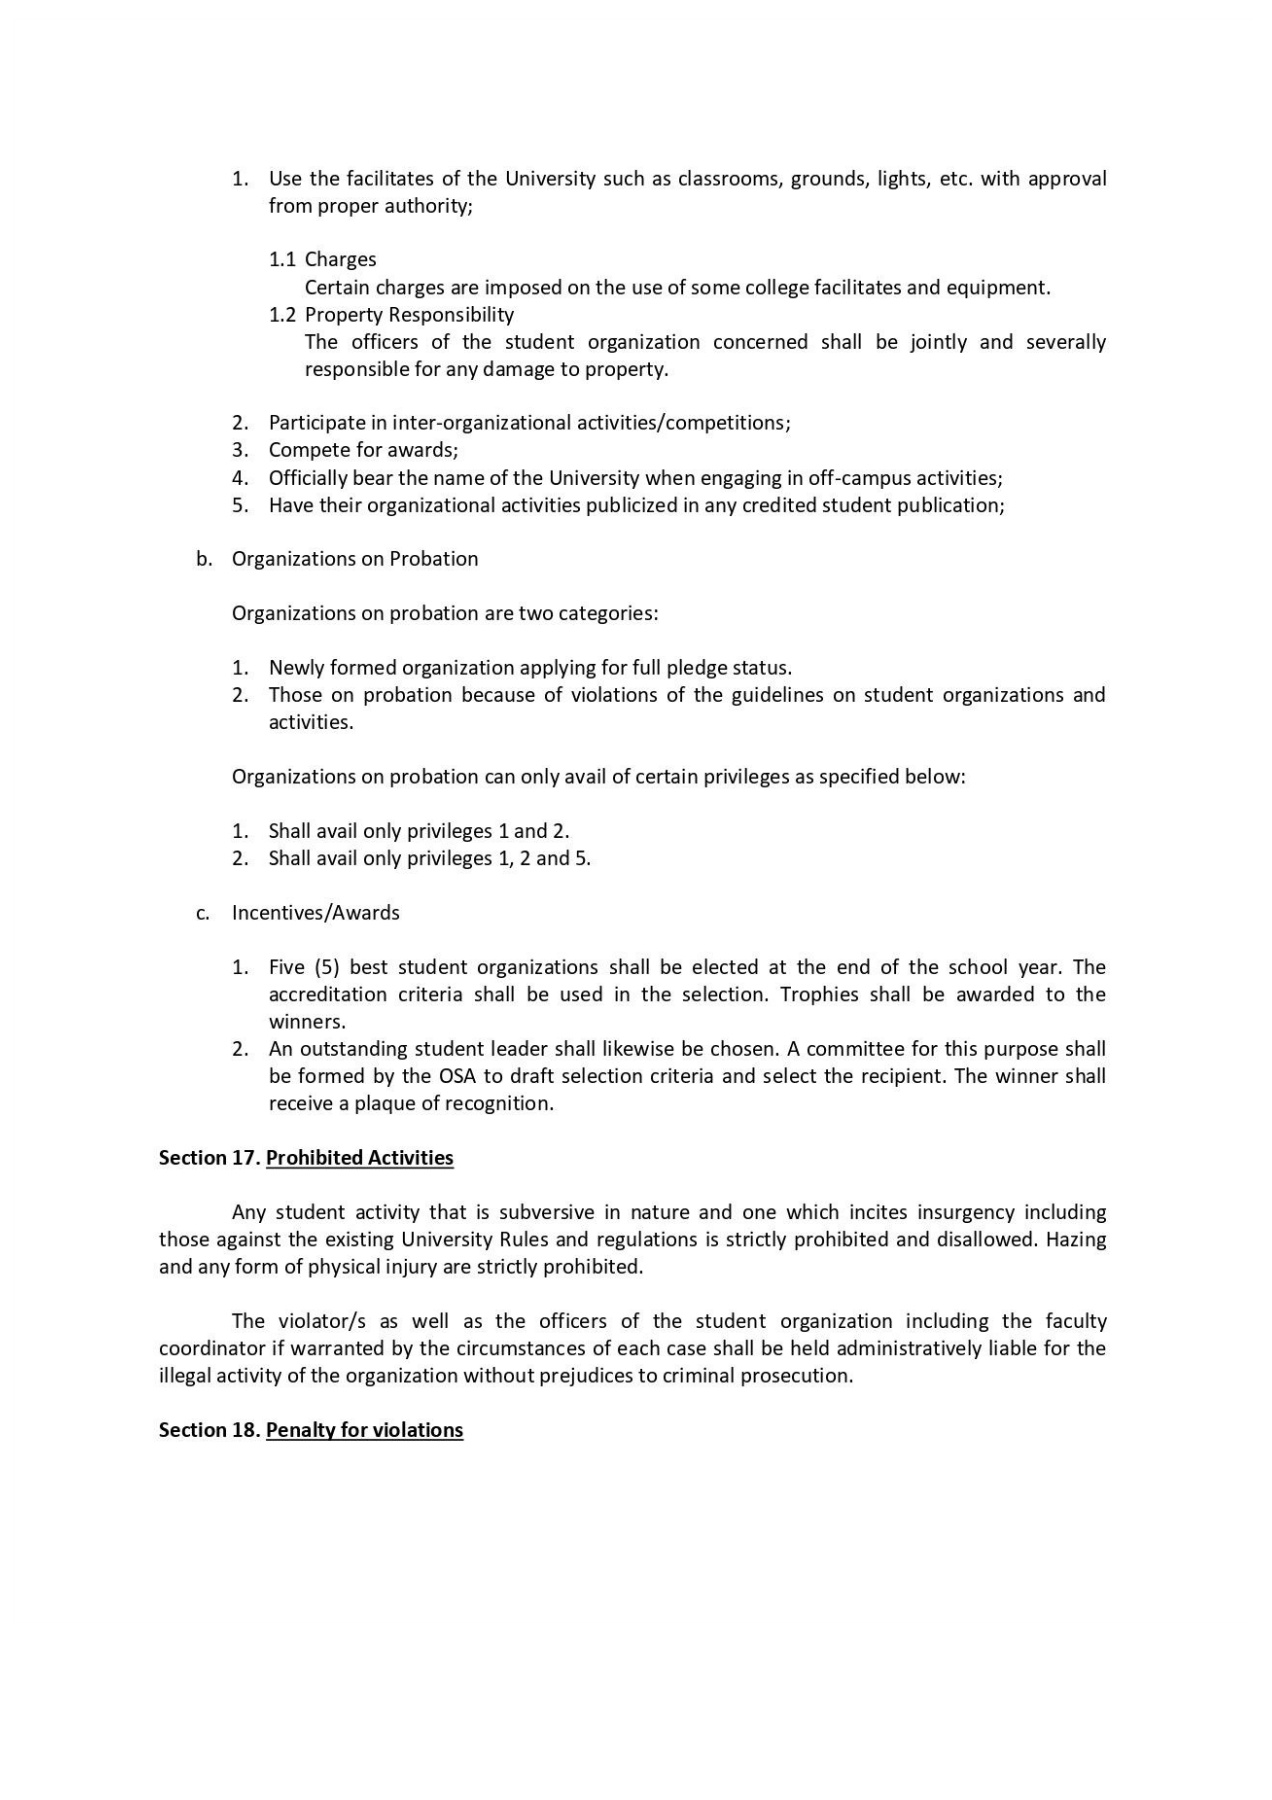 1. Use the facilitates of the University such as classrooms, grounds, lights, etc. with approval
from proper authority;
1.1 Charges
Certain charges are imposed on the use of some college facilitates and equipment.
1.2 Property Responsibility
The officers of the student organization concerned shall be jointly and severally
responsible for any damage to property.
2. Participate in inter-organizational activities/competitions;
3. Compete for awards;
4. Officially bear the name of the University when engaging in off-campus activities;
5. Have their organizational activities publicized in any credited student publication;
b. Organizations on Probation
Organizations on probation are two categories:
1. Newly formed organization applying for full pledge status.
2. Those on probation because of violations of the guidelines on student organizations and
activities.
Organizations on probation can only avail of certain privileges as specified below:
1. Shall avail only privileges 1 and 2.
2. Shall avail only privileges 1, 2 and 5.
c. Incentives/Awards
1. Five (5) best student organizations shall be elected at the end of the school year. The
accreditation criteria shall be used in the selection. Trophies shall be awarded to the
winners.
2. An outstanding student leader shall likewise be chosen. A committee for this purpose shall
be formed by the OSA to draft selection criteria and select the recipient. The winner shall
receive a plaque of recognition.
Section 17. Prohibited Activities
Any student activity that is subversive in nature and one which incites insurgency including
those against the existing University Rules and regulations is strictly prohibited and disallowed. Hazing
and any form of physical injury are strictly prohibited.
The violator/s as well as the officers of the student organization including the faculty
coordinator if warranted by the circumstances of each case shall be held administratively liable for the
illegal activity of the organization without prejudices to criminal prosecution.
Section 18. Penalty for violations